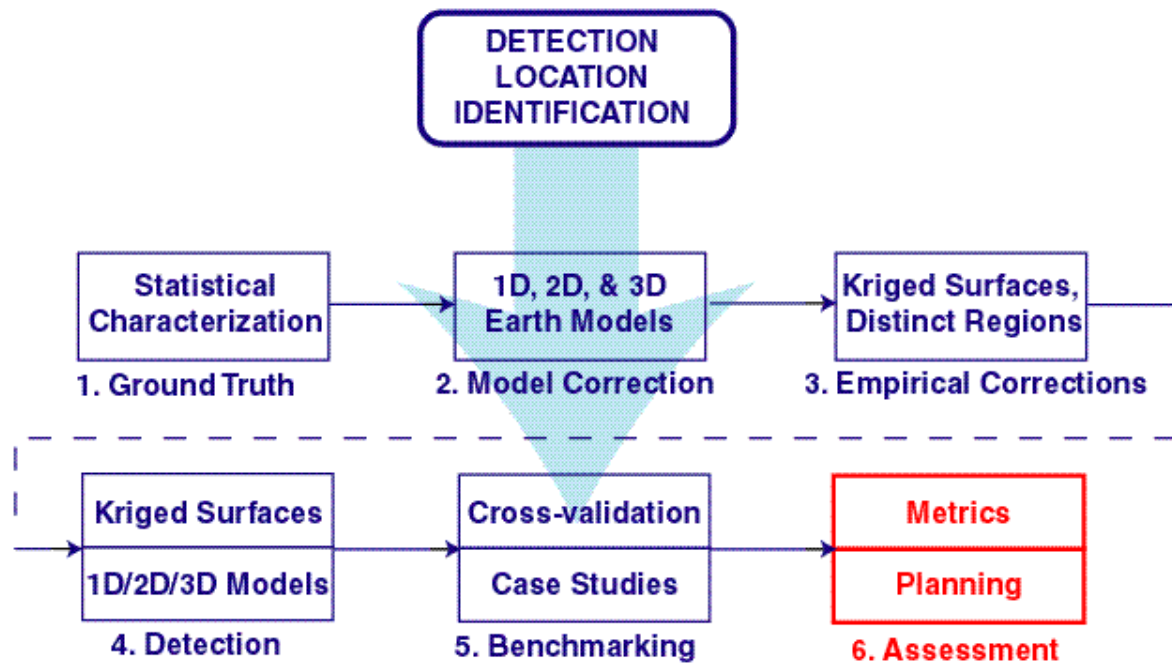 DETECTION
LOCATION
IDENTIFICATION
Statistical
Characterization
1. Ground Truth
1D, 2D, & 3D
Earth Models
2. Model Correction
Kriged Surfaces,
Distinct Regions
3. Empirical Corrections
Kriged Surfaces
1D/2D/3D Models
4. Detection
Cross-validation
Case Studies
5. Benchmarking
Metrics
Planning
6. Assessment